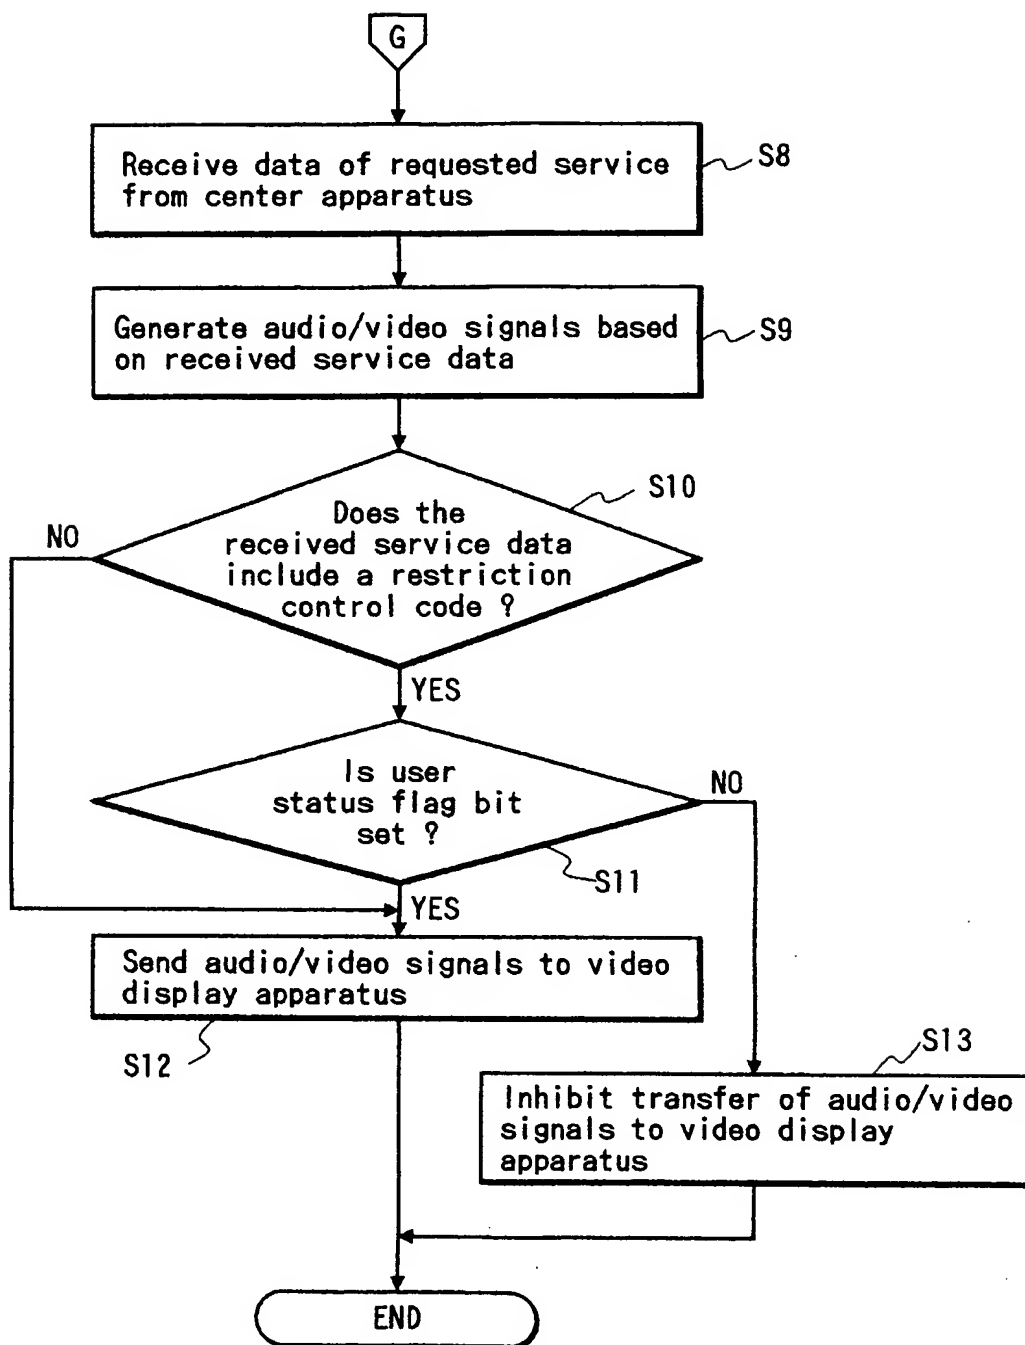 G
Receive data of requested service
from center apparatus
S8
Generate audio/video signals based
on received service data
S9
Does the
received service data
include a restriction
control code ?
S10
NO
YES
Is user
status flag bit
set ?
NO
S11
YES
Send audio/video signals to video
display apparatus
S12
S13
Inhibit transfer of audio/video
signals to video display
apparatus
END